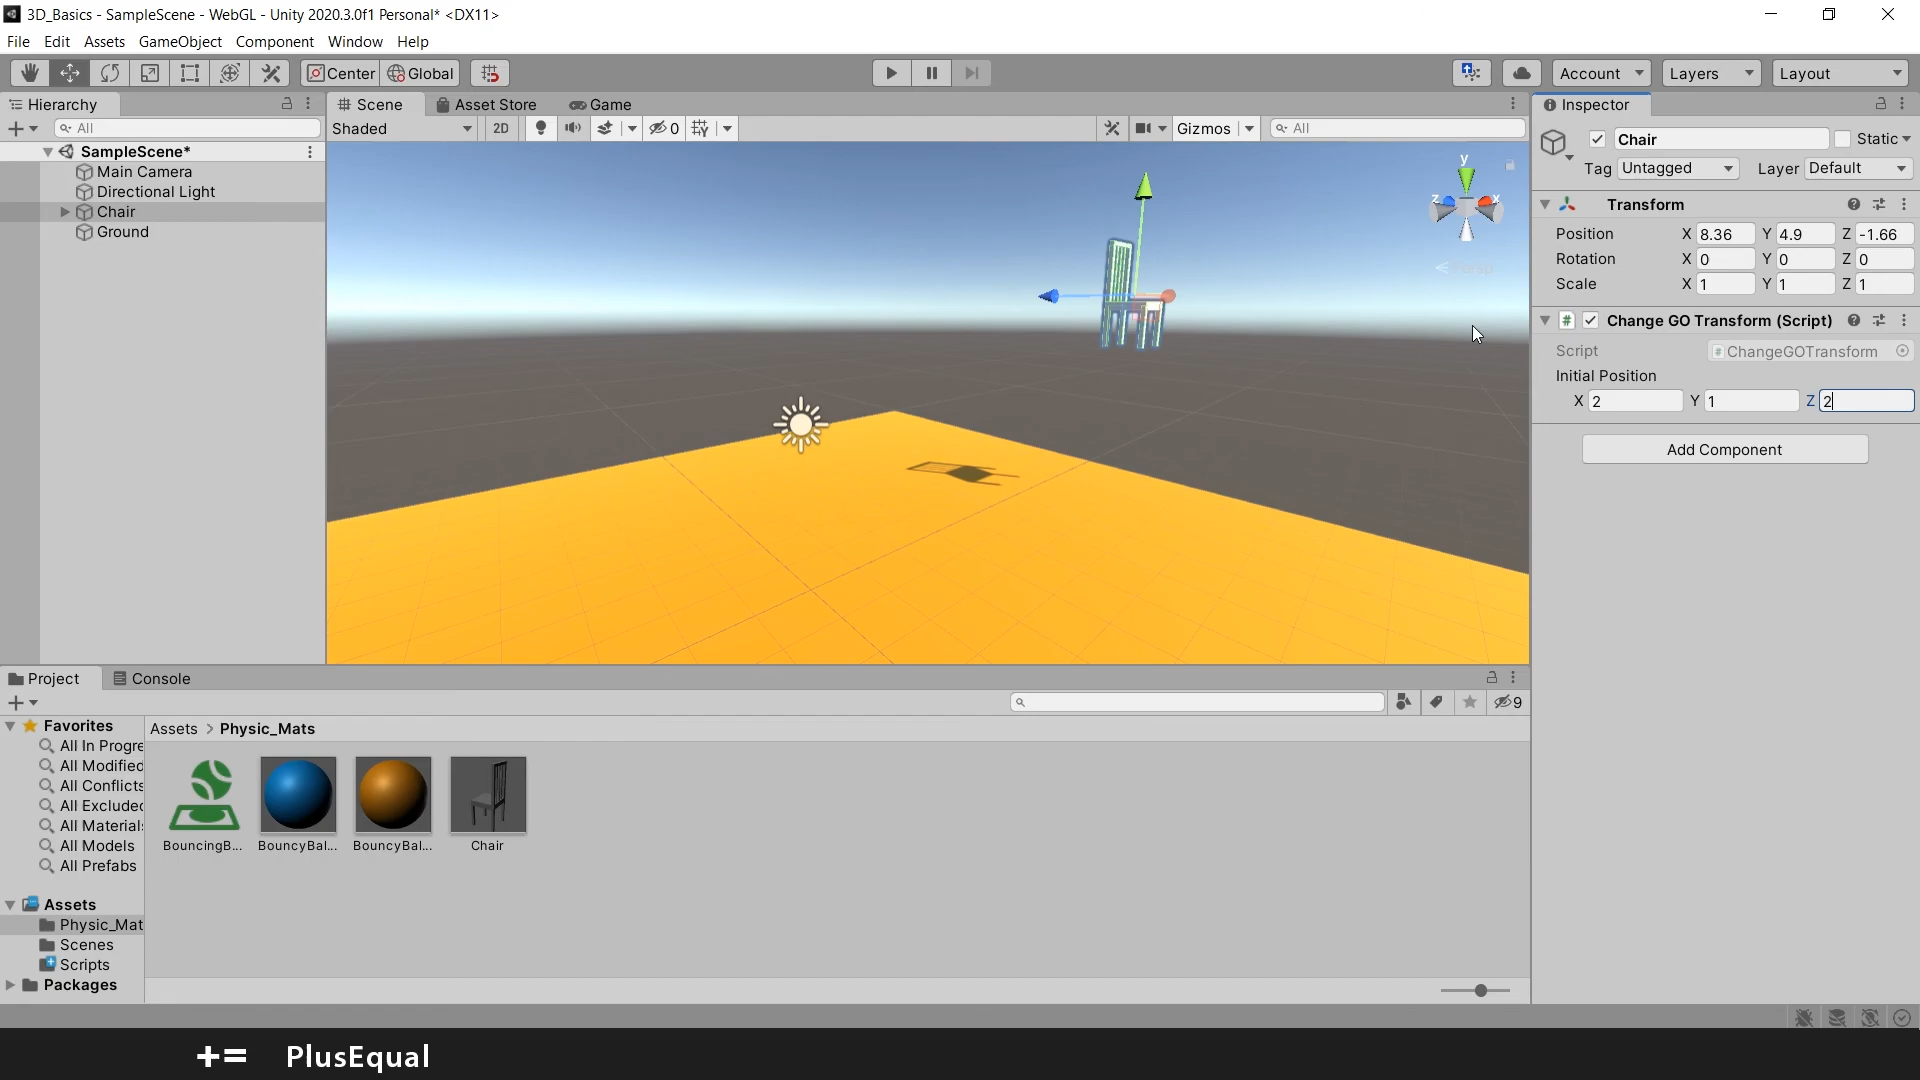 3D_Basics - SampleScene - WebGL - Unity 2020.3.0f1 Personal* <DX11>
File Edit Assets GameObject Component Window Help
Center Global Account Layers Layout
Hierarchy
All
SampleScene*
Main Camera
Directional Light
Chair
Ground
Scene Asset Store Game
Shaded 2D 0 Gizmos All
y
z x
Inspector
Chair Static
Tag Untagged Layer Default
Transform
Position X 8.36 Y 4.9 Z -1.66
Rotation X 0 Y 0 Z 0
Scale X 1 Y 1 Z 1
# Change GO Transform (Script)
Script # ChangeGOTransform
Initial Position
X 2 Y 1 Z 2
Add Component
Project Console
9
Favorites
All In Progre
All Modified
All Conflicts
All Excluded
All Materials
All Models
All Prefabs
Assets
Physic_Mat
Scenes
Scripts
Packages
Assets > Physic_Mats
BouncingB... BouncyBal... BouncyBal... Chair
+= PlusEqual